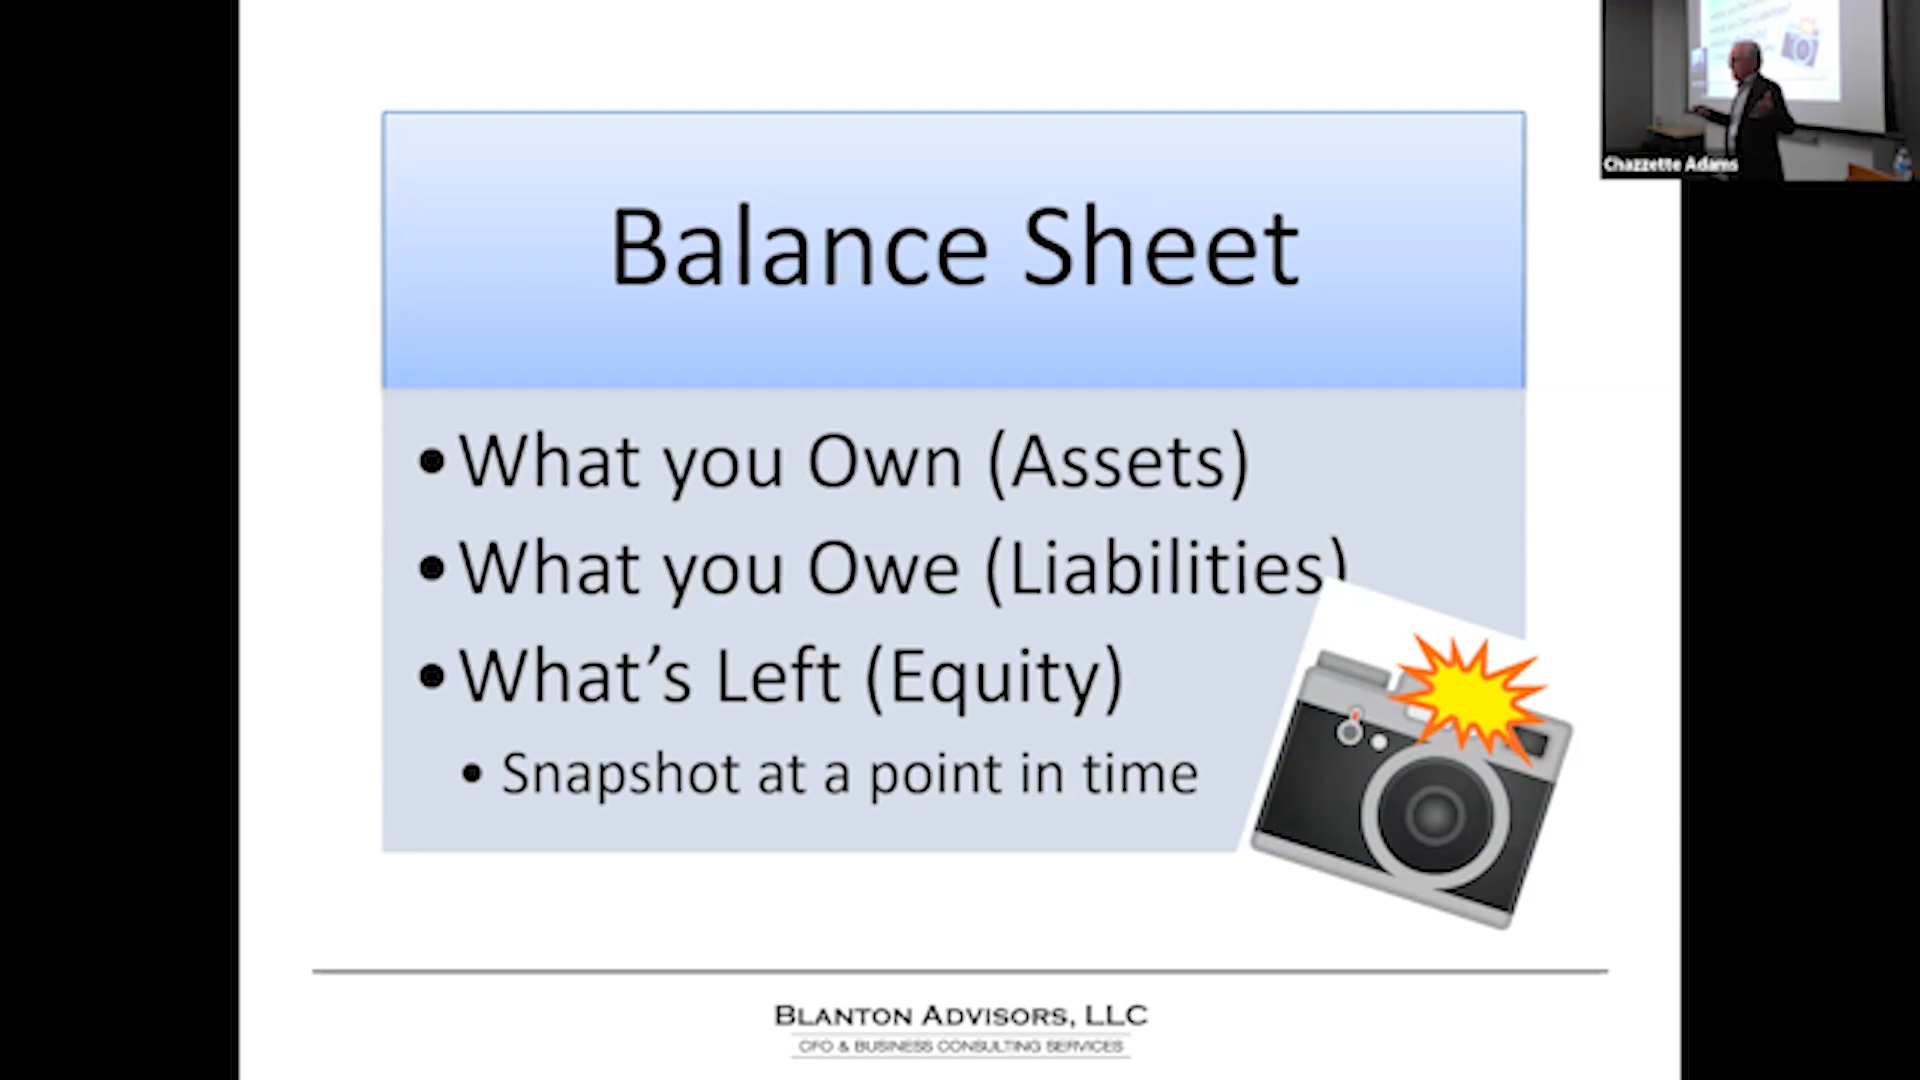 Chazzette Adams
Balance Sheet
•What you Own (Assets)
•What you Owe (Liabilities)
•What's Left (Equity)
• Snapshot at a point in time
BLANTON ADVISORS, LLC
CFO & BUSINESS CONSULTING SERVICES